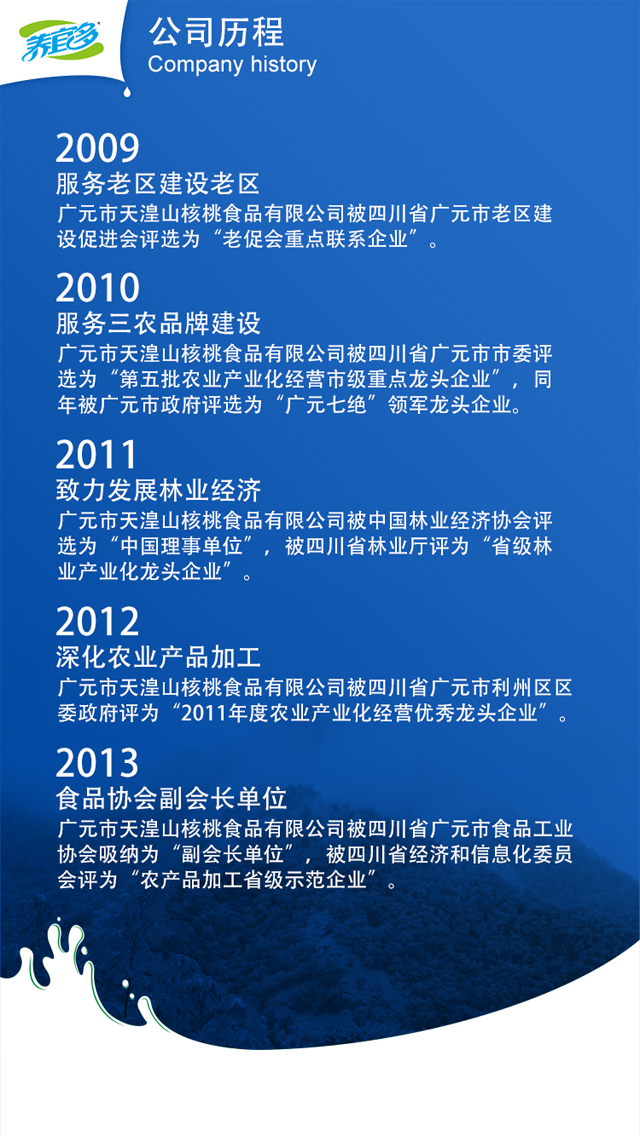 养宜多
公司历程
Company history
2009
服务老区建设老区
广元市天湟山核桃食品有限公司被四川省广元市老区建
设促进会评选为“老促会重点联系企业”。
2010
服务三农品牌建设
广元市天湟山核桃食品有限公司被四川省广元市市委评
选为“第五批农业产业化经营市级重点龙头企业”，同
年被广元市政府评选为“广元七绝”领军龙头企业。
2011
致力发展林业经济
广元市天湟山核桃食品有限公司被中国林业经济协会评
选为“中国理事单位”，被四川省林业厅评为“省级林
业产业化龙头企业”。
2012
深化农业产品加工
广元市天湟山核桃食品有限公司被四川省广元市利州区区
委政府评为“2011年度农业产业化经营优秀龙头企业”。
2013
食品协会副会长单位
广元市天湟山核桃食品有限公司被四川省广元市食品工业
协会吸纳为“副会长单位”，被四川省经济和信息化委员
会评为“农产品加工省级示范企业”。